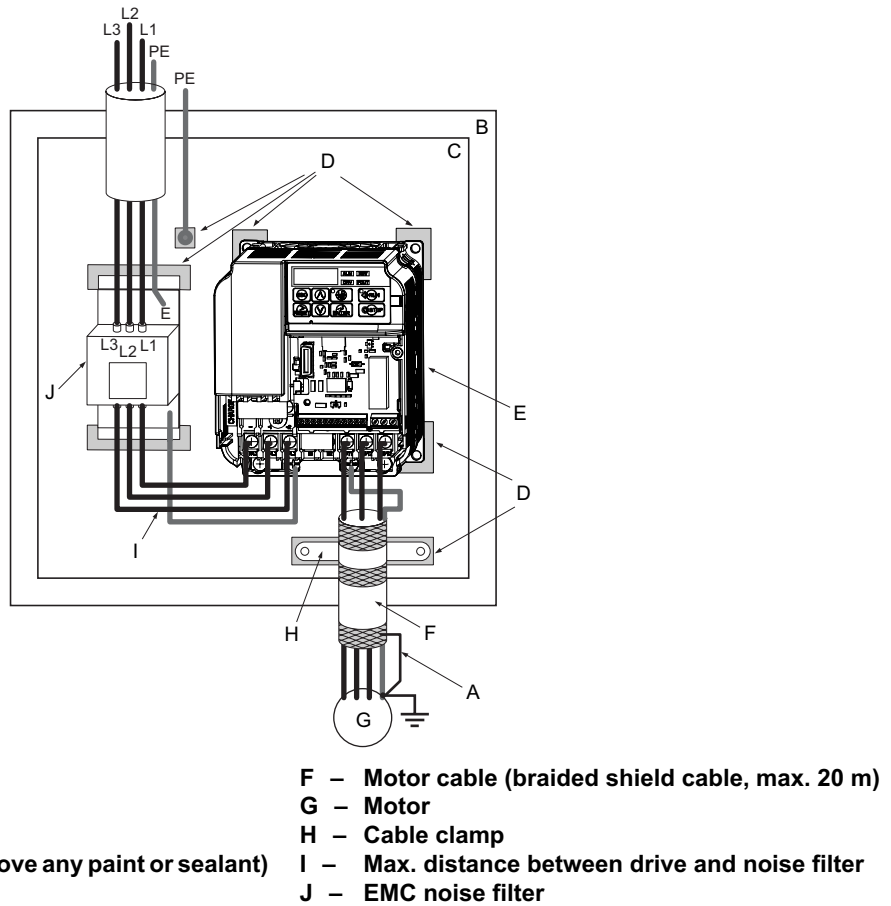 L2
L3 L1
PE
PE
B
C
D
E
L3 L2 L1
J
E
D
I
H
F
A
G
F – Motor cable (braided shield cable, max. 20 m)
G – Motor
H – Cable clamp
ove any paint or sealant) I – Max. distance between drive and noise filter
J – EMC noise filter